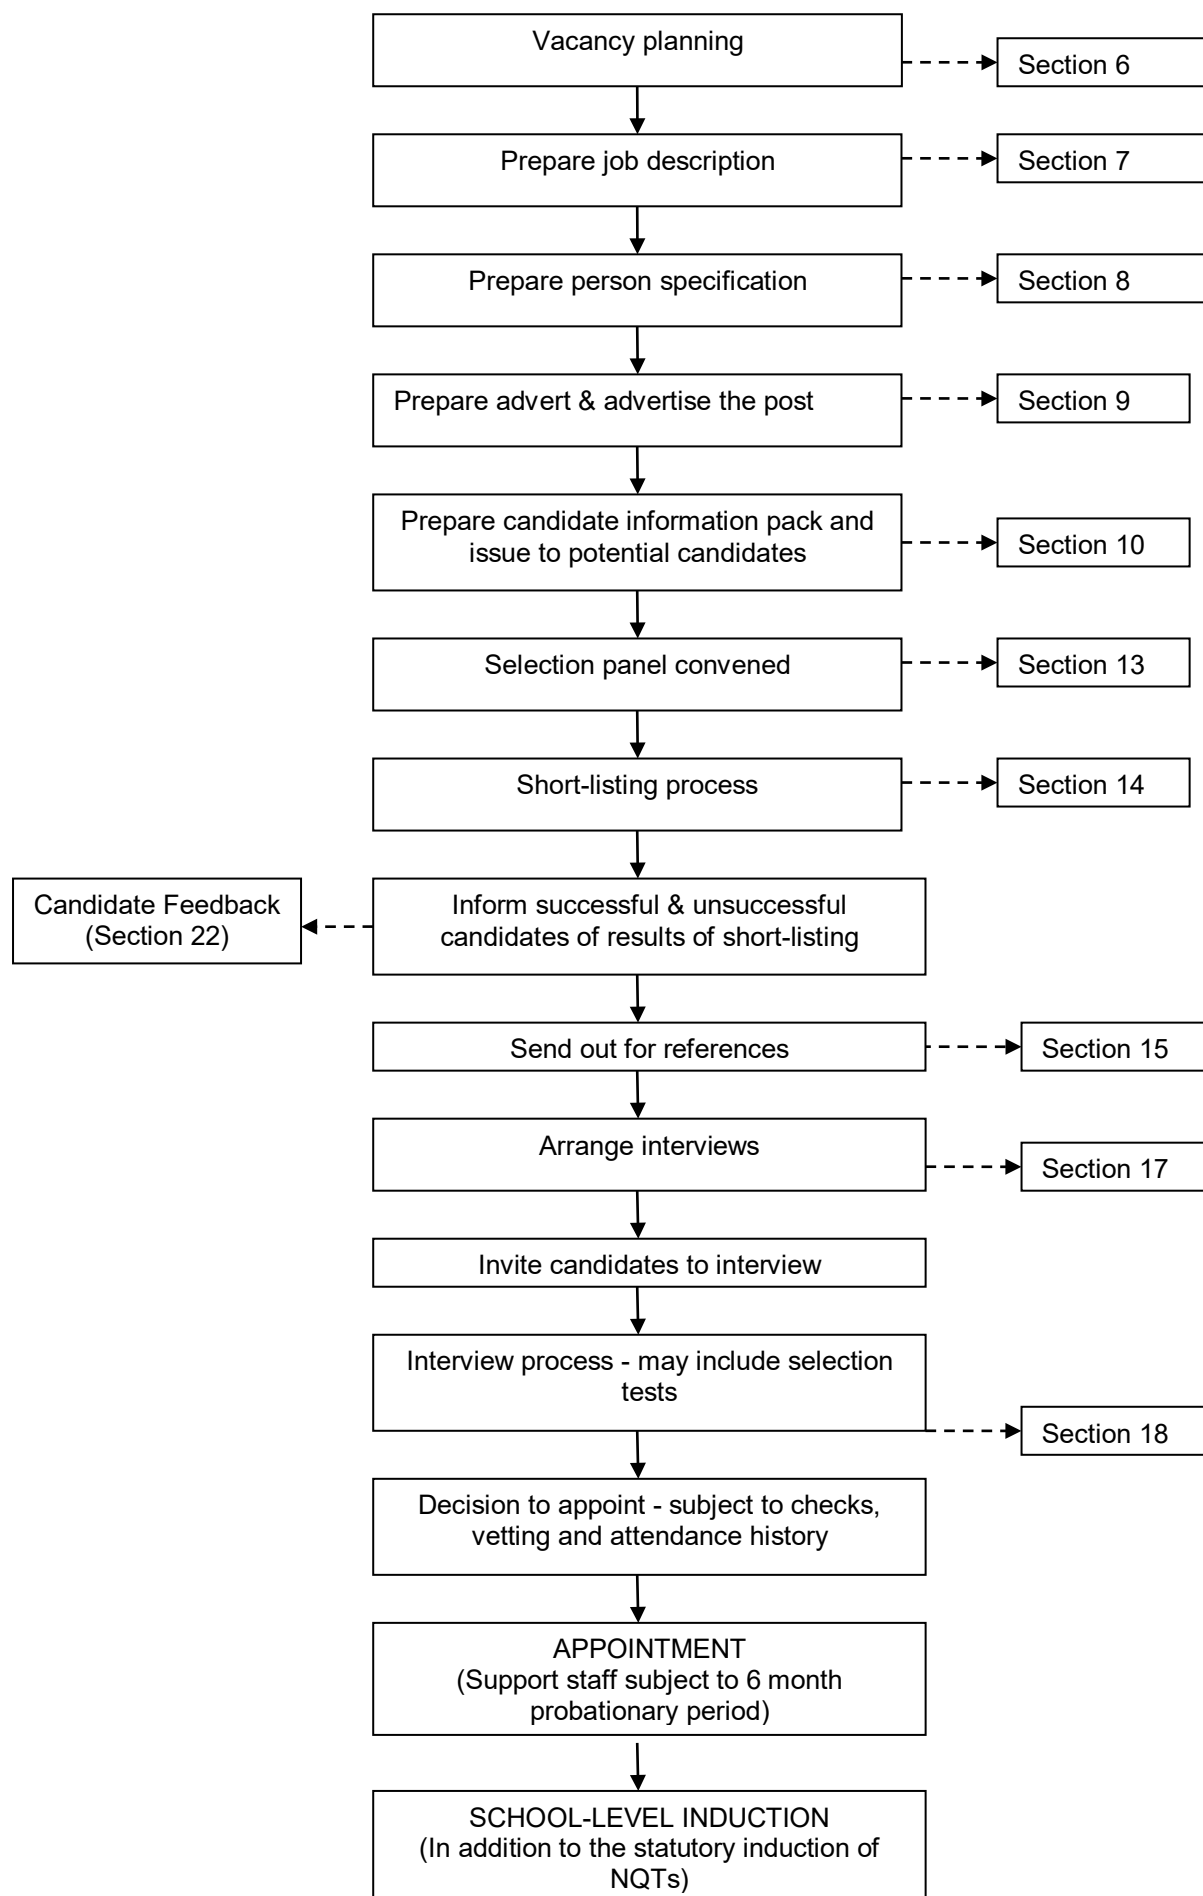 Vacancy planning
Section 6
Prepare job description
Section 7
Prepare person specification
Section 8
Prepare advert & advertise the post
Section 9
Prepare candidate information pack and
issue to potential candidates
Section 10
Selection panel convened
Section 13
Short-listing process
Section 14
Candidate Feedback
(Section 22)
Inform successful & unsuccessful
candidates of results of short-listing
Send out for references
Section 15
Arrange interviews
Section 17
Invite candidates to interview
Interview process - may include selection
tests
Section 18
Decision to appoint - subject to checks,
vetting and attendance history
APPOINTMENT
(Support staff subject to 6 month
probationary period)
SCHOOL-LEVEL INDUCTION
(In addition to the statutory induction of
NQTs)